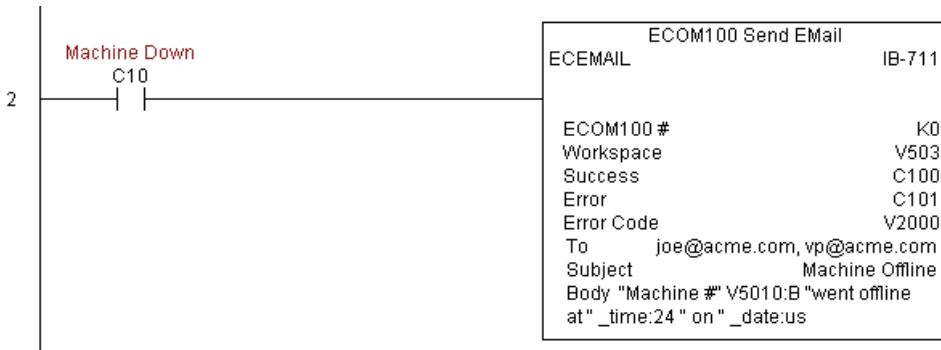 ECOM100 Send EMail
ECEMAIL IB-711
Machine Down
C10
2
ECOM100 # K0
Workspace V503
Success C100
Error C101
Error Code V2000
To joe@acme.com, vp@acme.com
Subject Machine Offline
Body "Machine #" V5010:B "went offline
at " _time:24 " on " _date:us